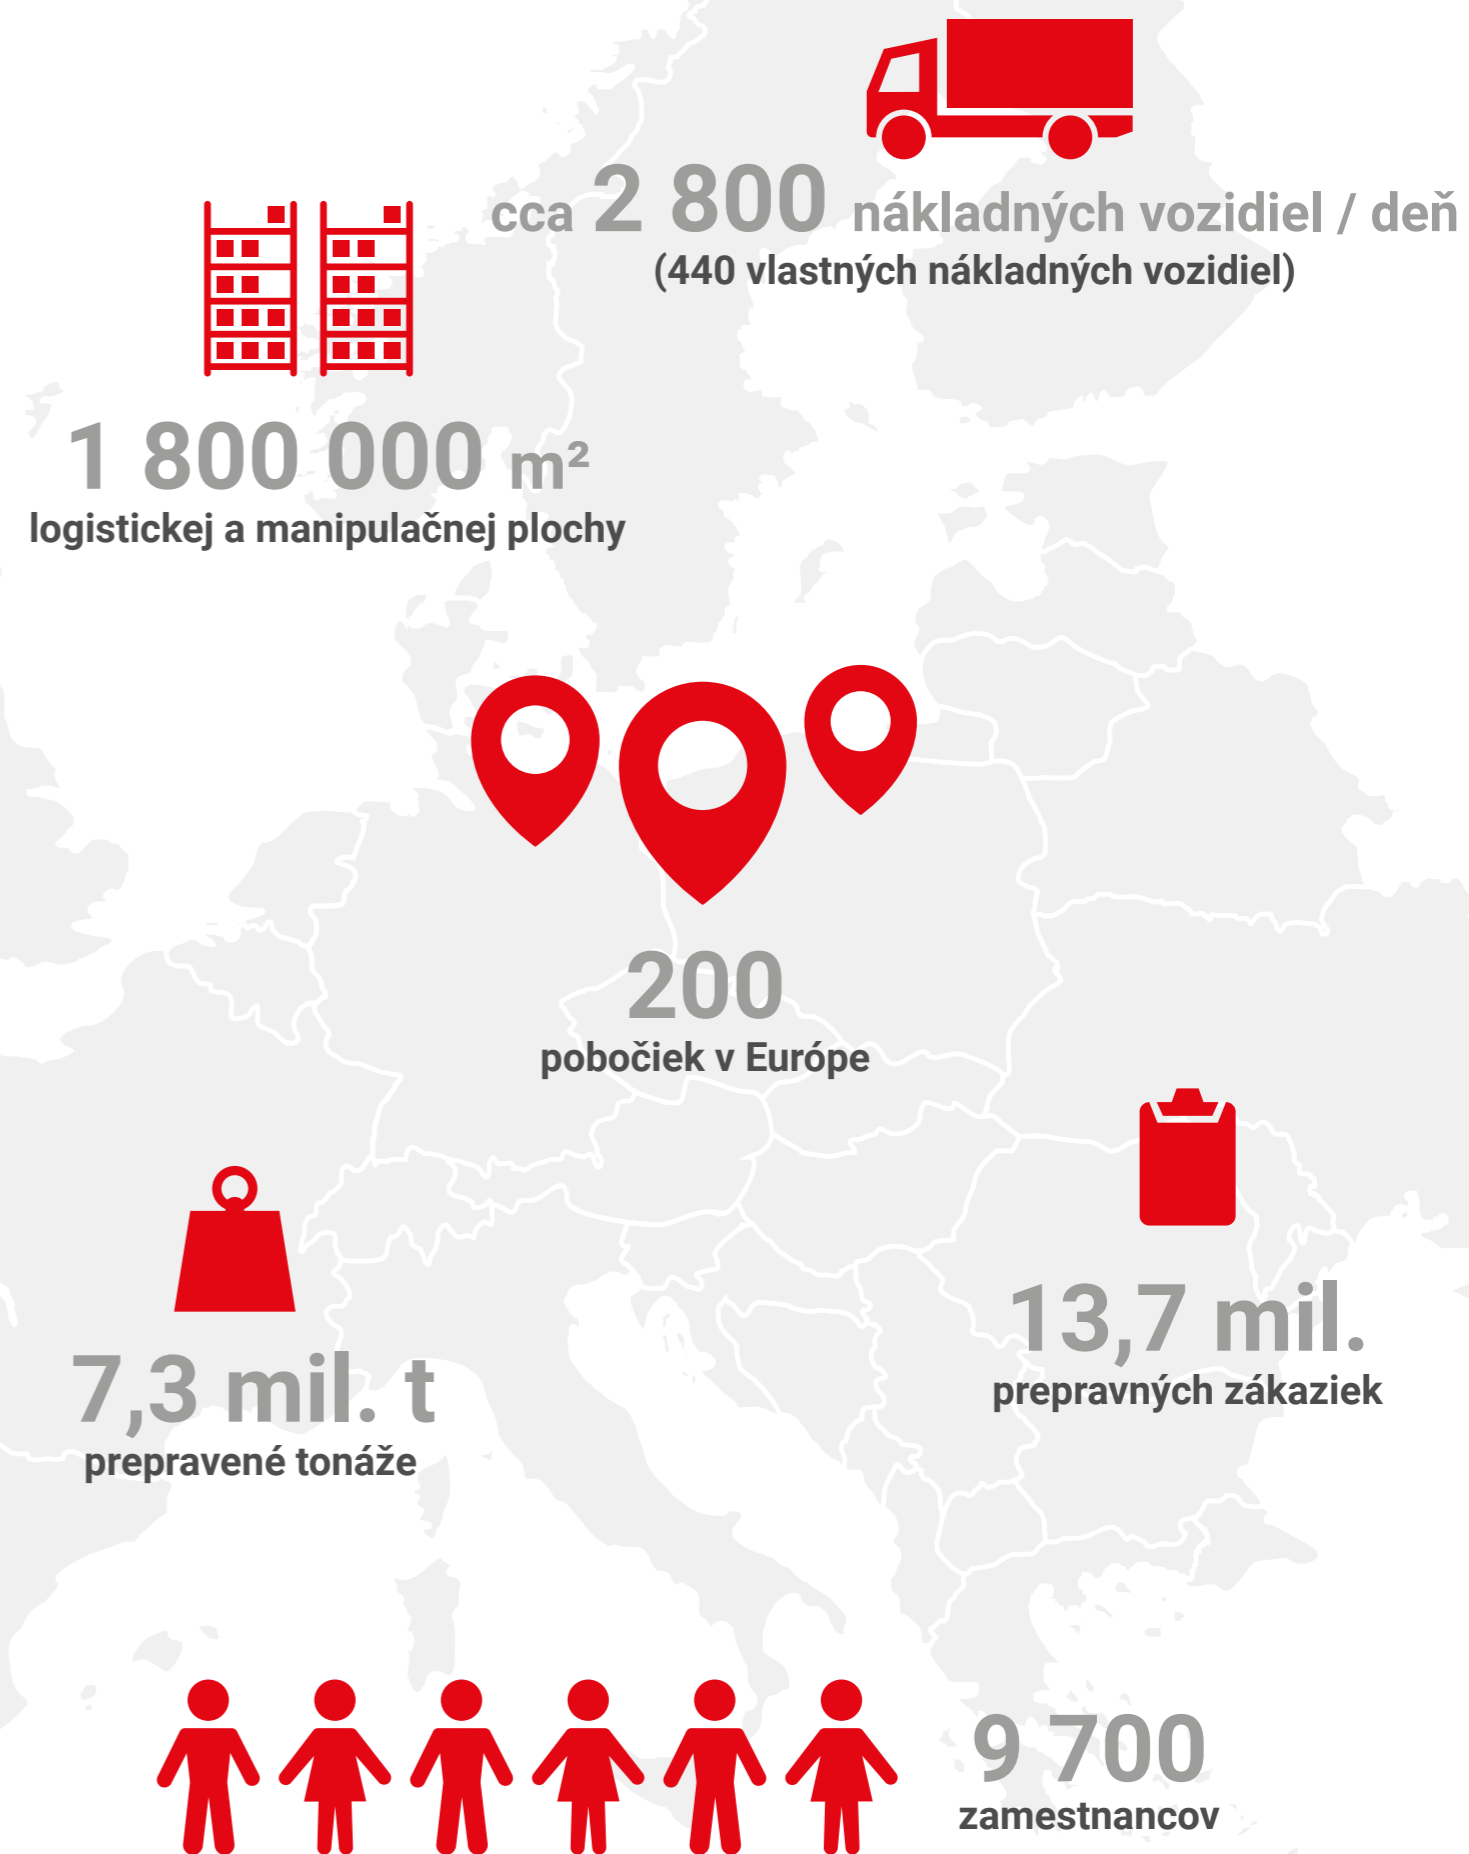 cca 2 800 nákladných vozidiel / deň
(440 vlastných nákladných vozidiel)
1 800 000 m²
logistickej a manipulačnej plochy
200
pobočiek v Európe
13,7 mil.
prepravných zákaziek
7,3 mil. t
prepravené tonáže
9 700
zamestnancov